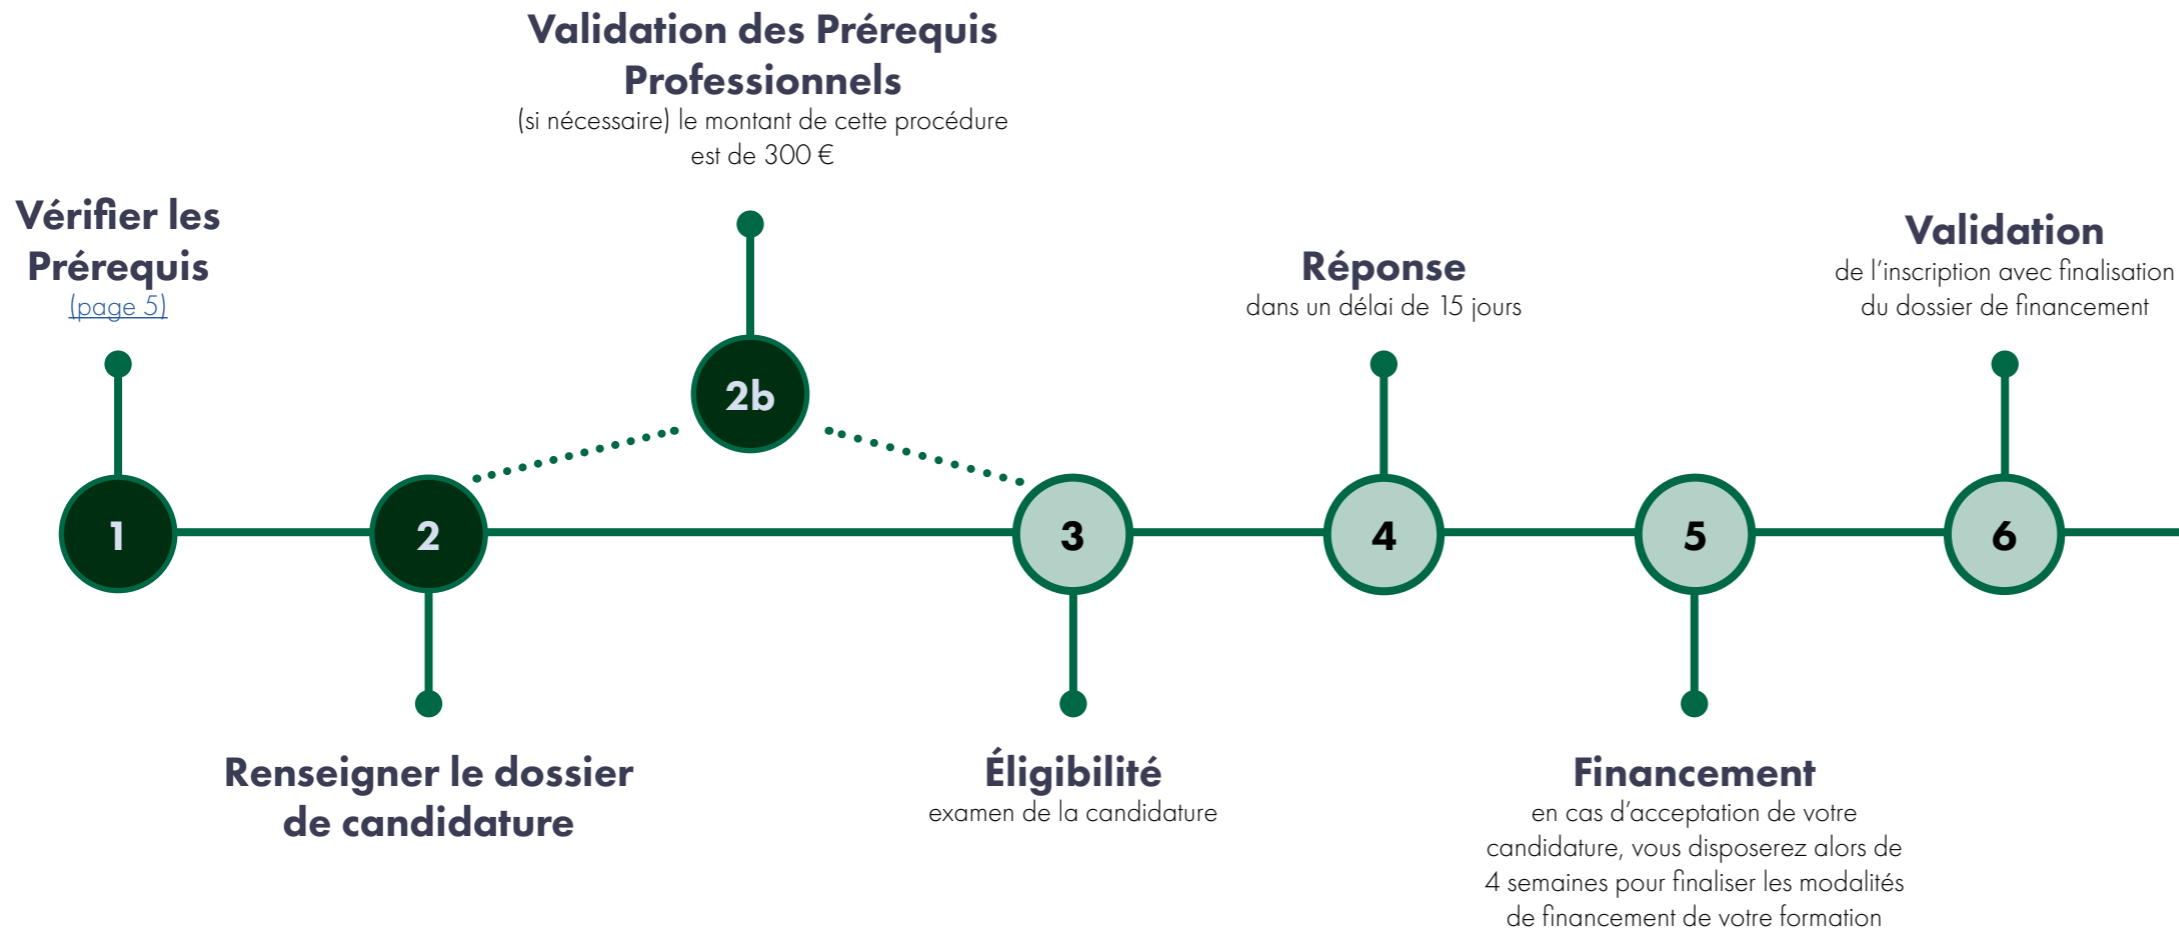 Vérifier les
Prérequis
(page 5)
1
2
Renseigner le dossier
de candidature
Validation des Prérequis
Professionnels
(si nécessaire) le montant de cette procédure
est de 300 €
2b
3
Éligibilité
examen de la candidature
Réponse
dans un délai de 15 jours
4
5
Financement
en cas d’acceptation de votre
candidature, vous disposerez alors de
4 semaines pour finaliser les modalités
de financement de votre formation
Validation
de l’inscription avec finalisation
du dossier de financement
6